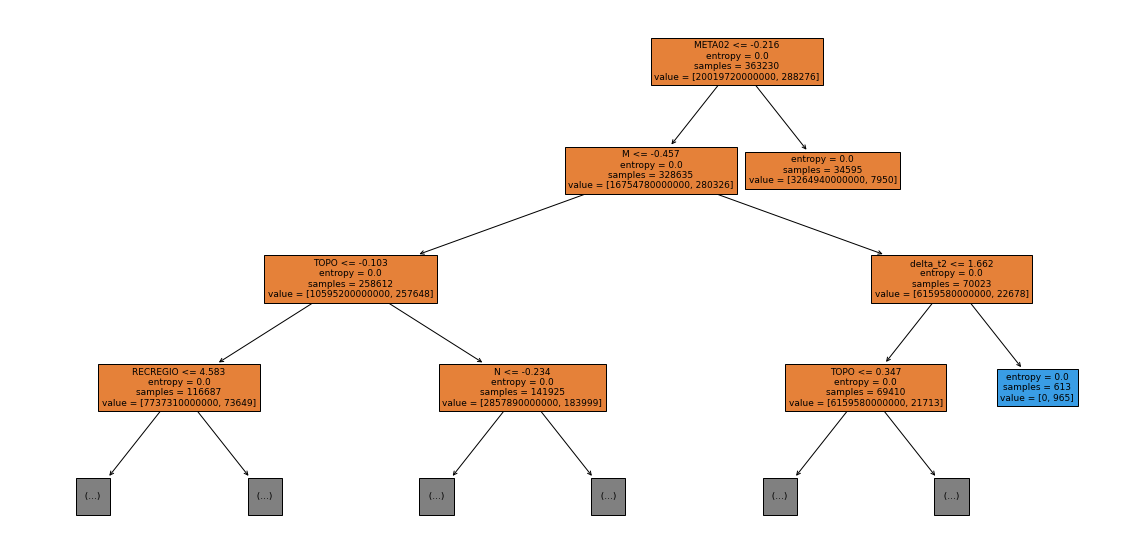 META02 <= -0.216
entropy = 0.0
samples = 363230
value = [20019720000000, 288276]
M <= -0.457
entropy = 0.0
samples = 328635
value = [16754780000000, 280326]
entropy = 0.0
samples = 34595
value = [3264940000000, 7950]
TOPO <= -0.103
entropy = 0.0
samples = 258612
value = [10595200000000, 257648]
delta_t2 <= 1.662
entropy = 0.0
samples = 70023
value = [6159580000000, 22678]
RECREGIO <= 4.583
entropy = 0.0
samples = 116687
value = [7737310000000, 73649]
N <= -0.234
entropy = 0.0
samples = 141925
value = [2857890000000, 183999]
TOPO <= 0.347
entropy = 0.0
samples = 69410
value = [6159580000000, 21713]
entropy = 0.0
samples = 613
value = [0, 965]
(...)
(...)
(...)
(...)
(...)
(...)